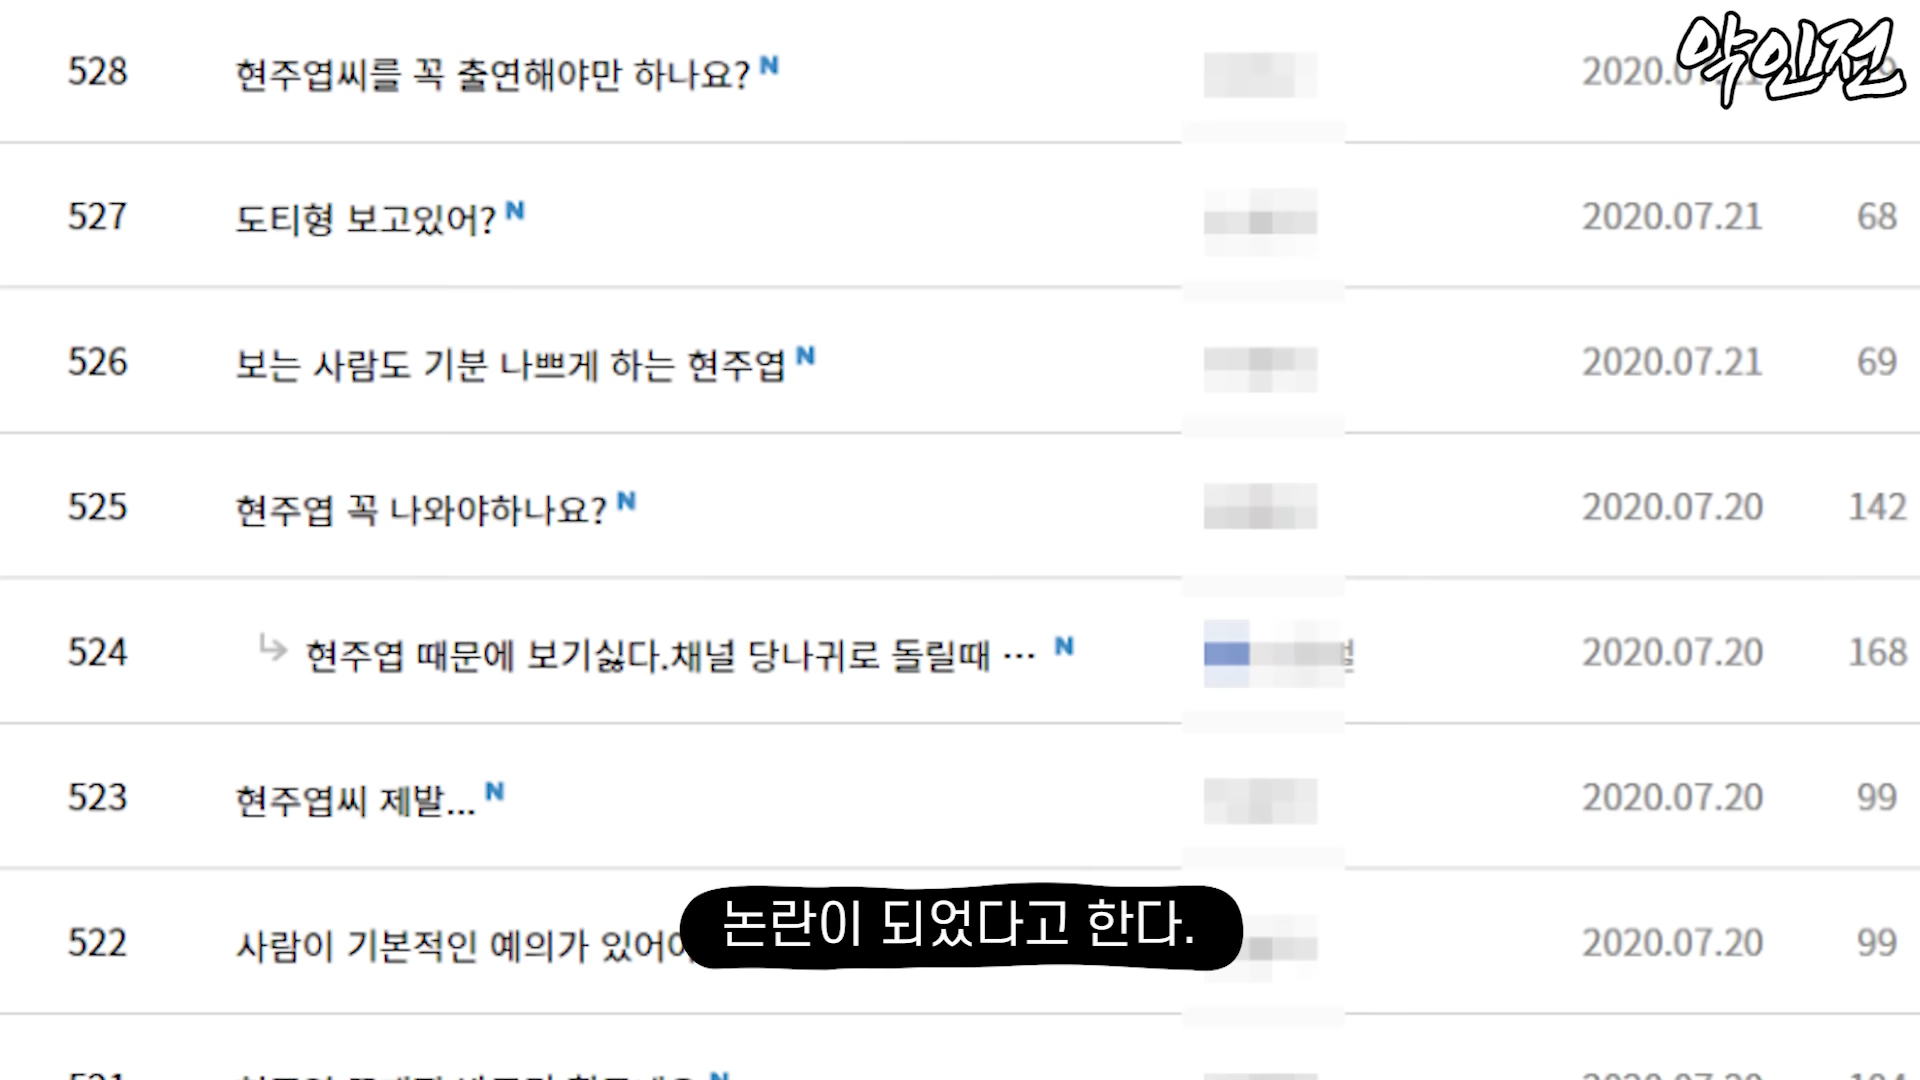 약인전
528 현주엽씨를 꼭 출연해야만 하나요? N 2020.0
527 도티형 보고있어? N 2020.07.21 68
526 보는 사람도 기분 나쁘게 하는 현주엽 N 2020.07.21 69
525 현주엽 꼭 나와야하나요? N 2020.07.20 142
524 현주엽 때문에 보기싫다.채널 당나귀로 돌릴때 ··· N 2020.07.20 168
523 현주엽씨 제발... N 2020.07.20 99
522 사람이 기본적인 예의가 2020.07.20 99
논란이 되었다고 한다.